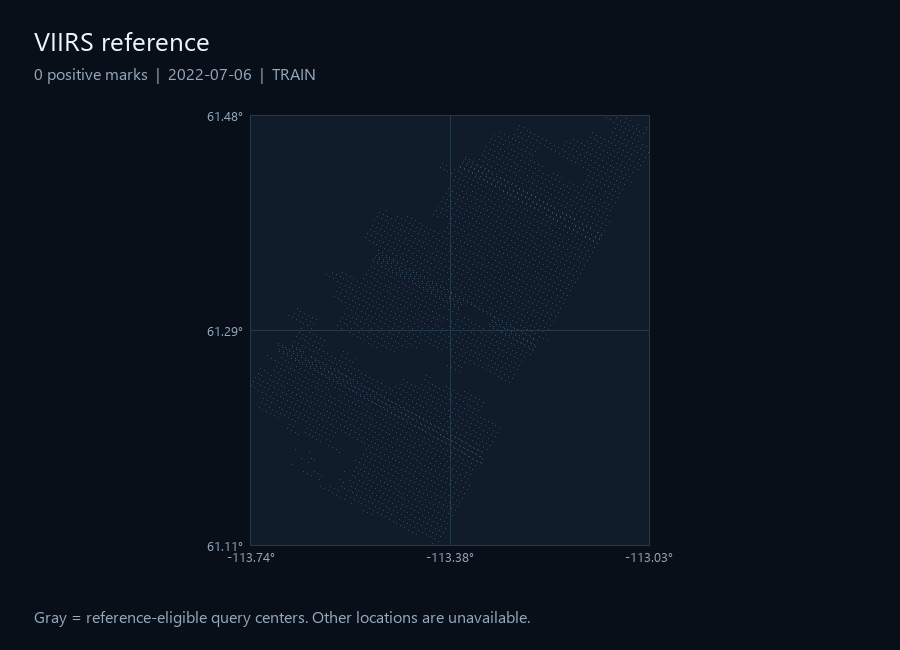 VIIRS reference
0 positive marks | 2022-07-06 | TRAIN
61.48°
61.29°
61.11°
-113.74°
-113.38°
-113.03°
Gray = reference-eligible query centers. Other locations are unavailable.